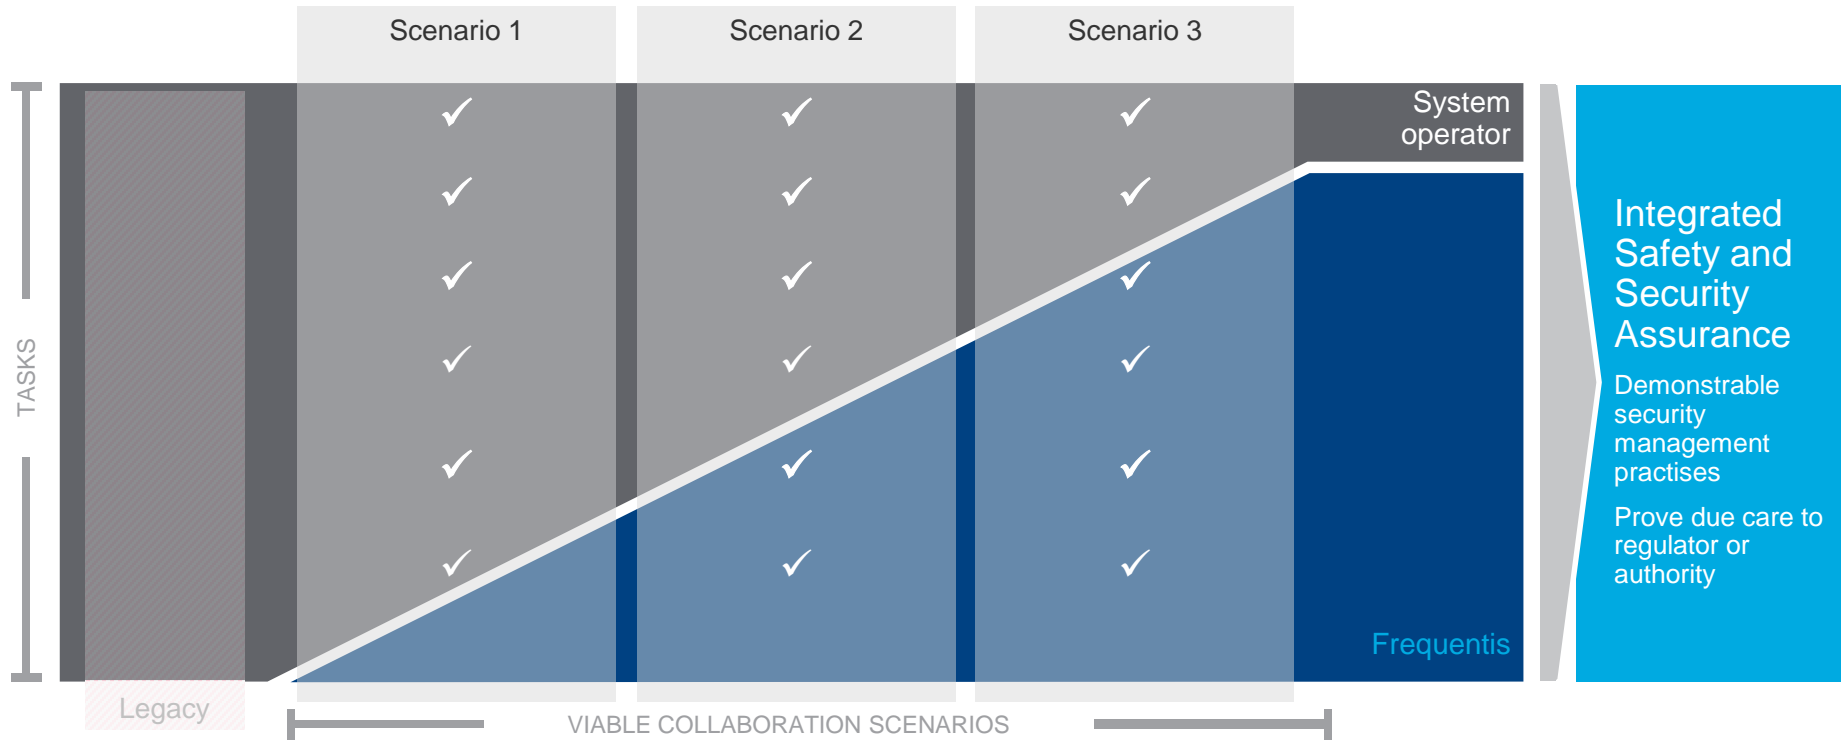 Scenario 1
Scenario 2
Scenario 3
System
operator
TASKS
Integrated
Safety and
Security
Assurance
Demonstrable
security
management
practises
Prove due care to
regulator or
authority
Frequentis
Legacy
VIABLE COLLABORATION SCENARIOS